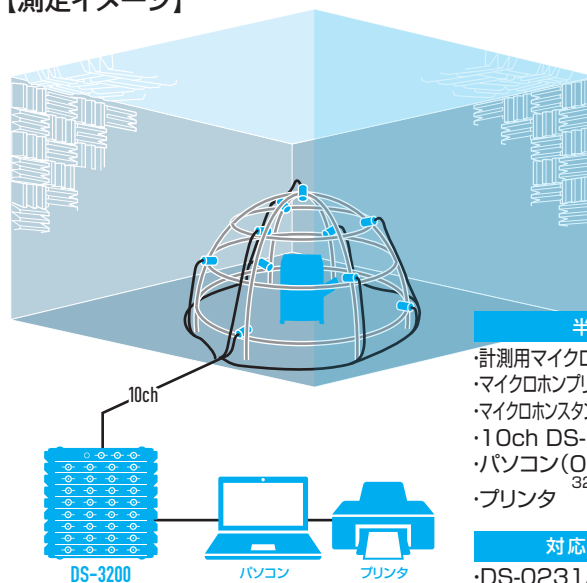 【測定イメージ】
10ch
DS-3200
パソコン
プリンタ
半
・計測用マイクロ
・マイクロホンプリ
・マイクロホンスタン
・10ch DS-
・パソコン(O
32
・プリンタ
対応
・DS-0231